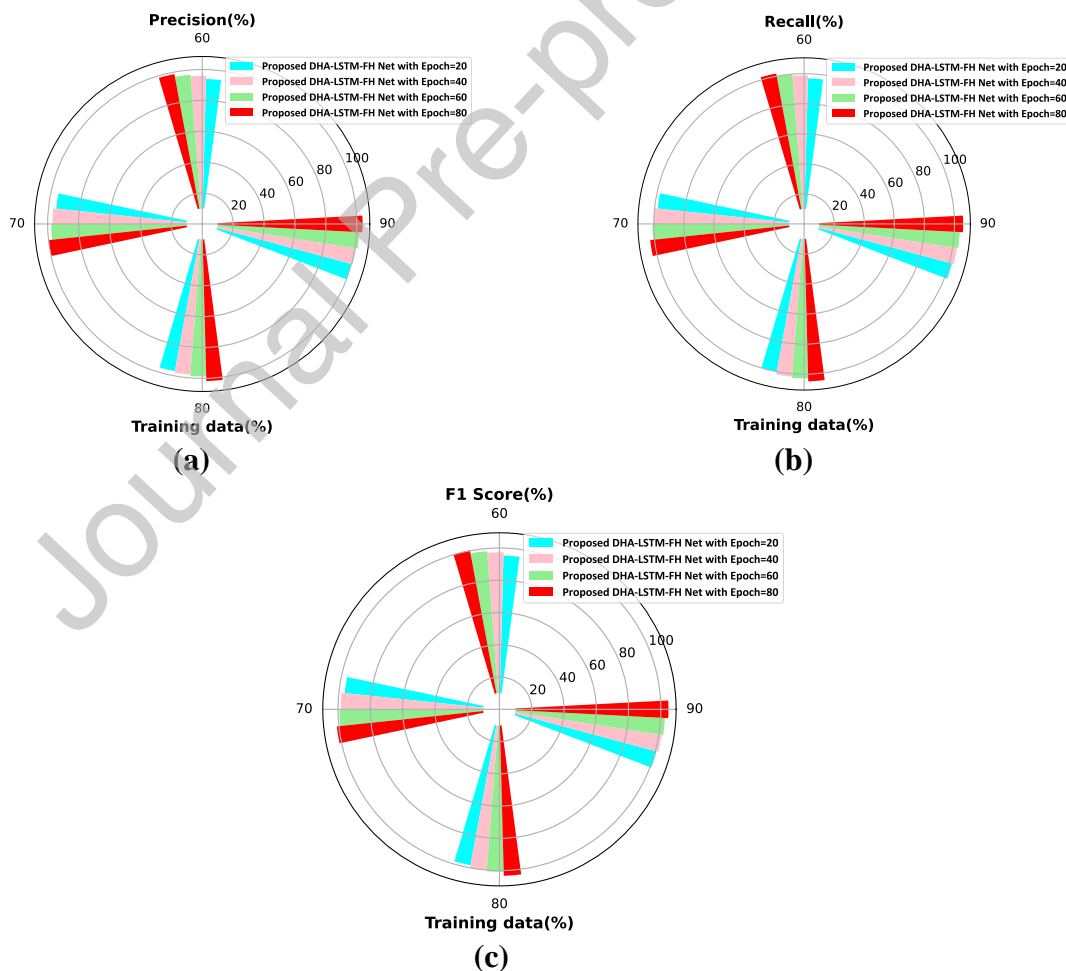 Precision(%)
60
Proposed DHA-LSTM-FH Net with Epoch=20
Proposed DHA-LSTM-FH Net with Epoch=40
Proposed DHA-LSTM-FH Net with Epoch=60
Proposed DHA-LSTM-FH Net with Epoch=80
100
80
60
40
20
70
90
80
Training data(%)
(a)
Recall(%)
60
Proposed DHA-LSTM-FH Net with Epoch=20
Proposed DHA-LSTM-FH Net with Epoch=40
Proposed DHA-LSTM-FH Net with Epoch=60
Proposed DHA-LSTM-FH Net with Epoch=80
100
80
60
40
20
70
90
80
Training data(%)
(b)
F1 Score(%)
60
Proposed DHA-LSTM-FH Net with Epoch=20
Proposed DHA-LSTM-FH Net with Epoch=40
Proposed DHA-LSTM-FH Net with Epoch=60
Proposed DHA-LSTM-FH Net with Epoch=80
100
80
60
40
20
70
90
80
Training data(%)
(c)
Journal Pre-pr